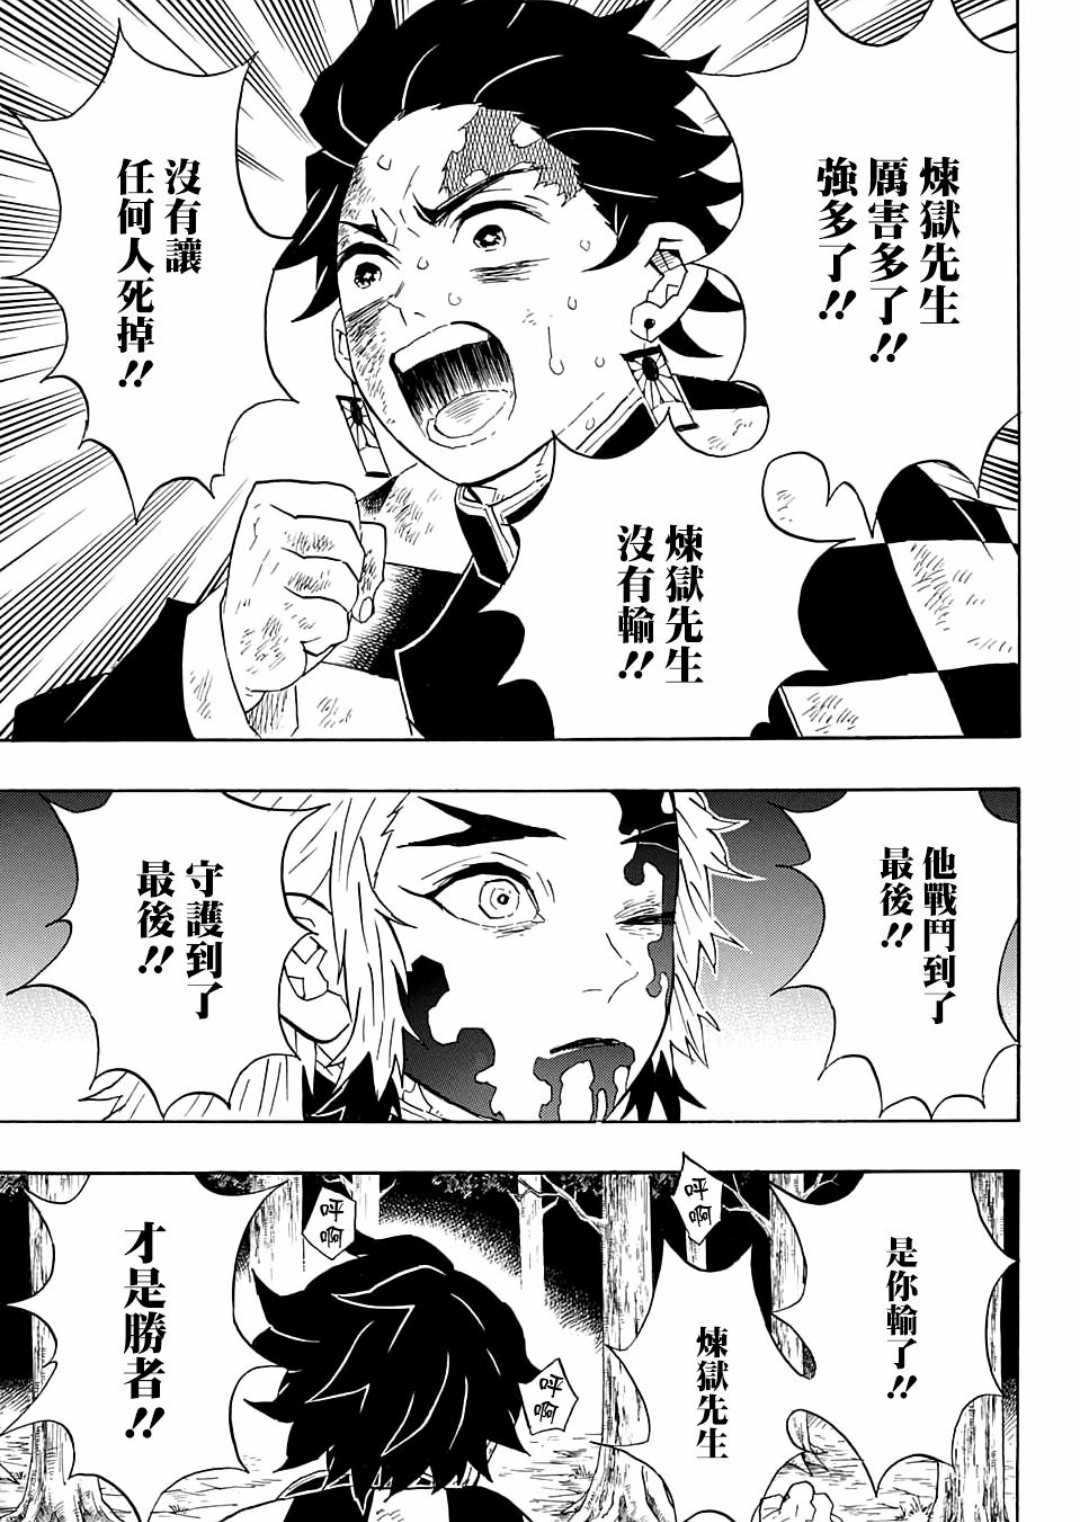 煉獄先生
厲害多了!!
強多了!!
沒有讓
任何人死掉!!
煉獄先生
沒有輸!!
他戰鬥到了
最後!!
守護到了
最後!!
是你輸了!!
呼啊
煉獄先生
呼啊
呼啊
才是勝者!!